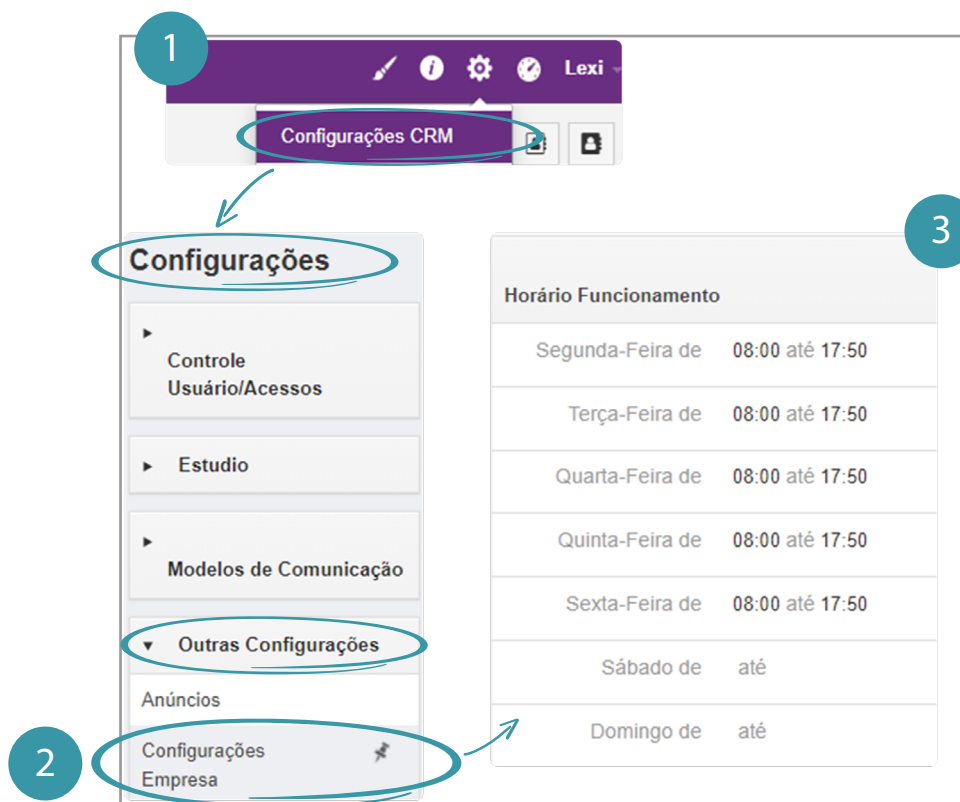 1
Lexi
Configurações CRM
Configurações
Controle
Usuário/Acessos
Estudio
Modelos de Comunicação
Outras Configurações
Anúncios
2
Configurações
Empresa
3
Horário Funcionamento
Segunda-Feira de 08:00 até 17:50
Terça-Feira de 08:00 até 17:50
Quarta-Feira de 08:00 até 17:50
Quinta-Feira de 08:00 até 17:50
Sexta-Feira de 08:00 até 17:50
Sábado de até
Domingo de até